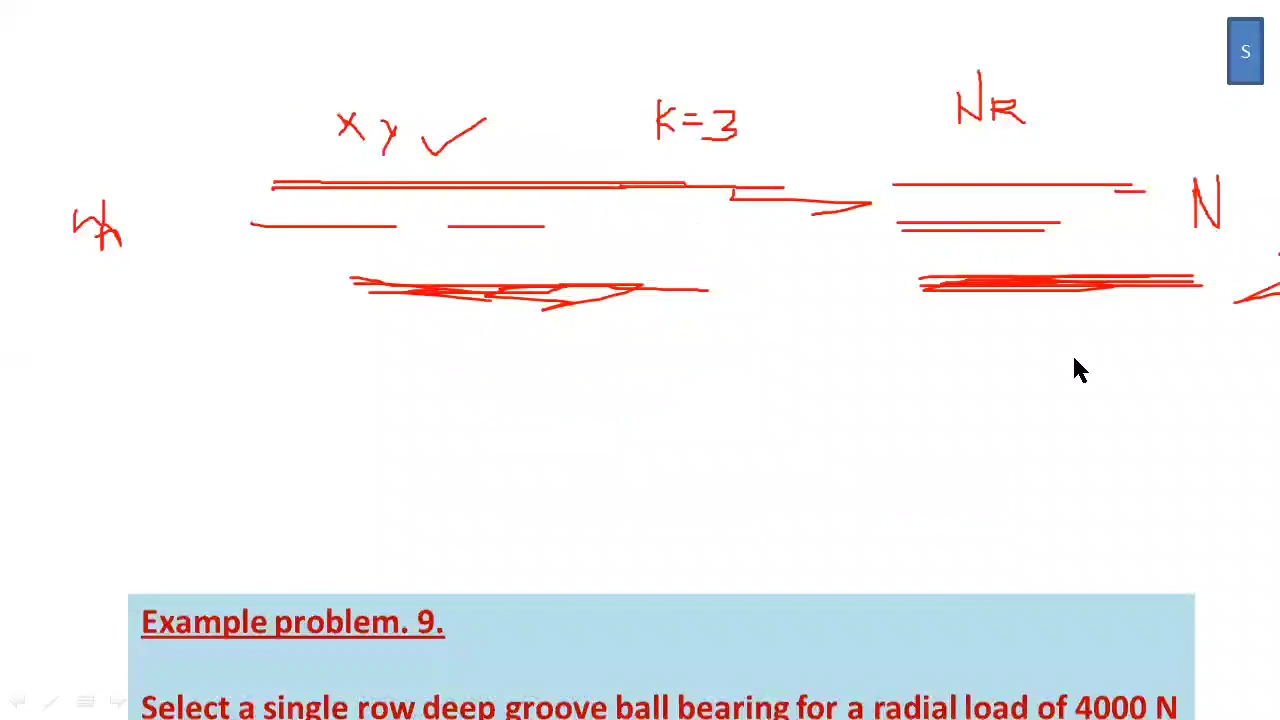 S
X Y K=3 NR
N
Example problem. 9.
Select a single row deep groove ball bearing for a radial load of 4000 N